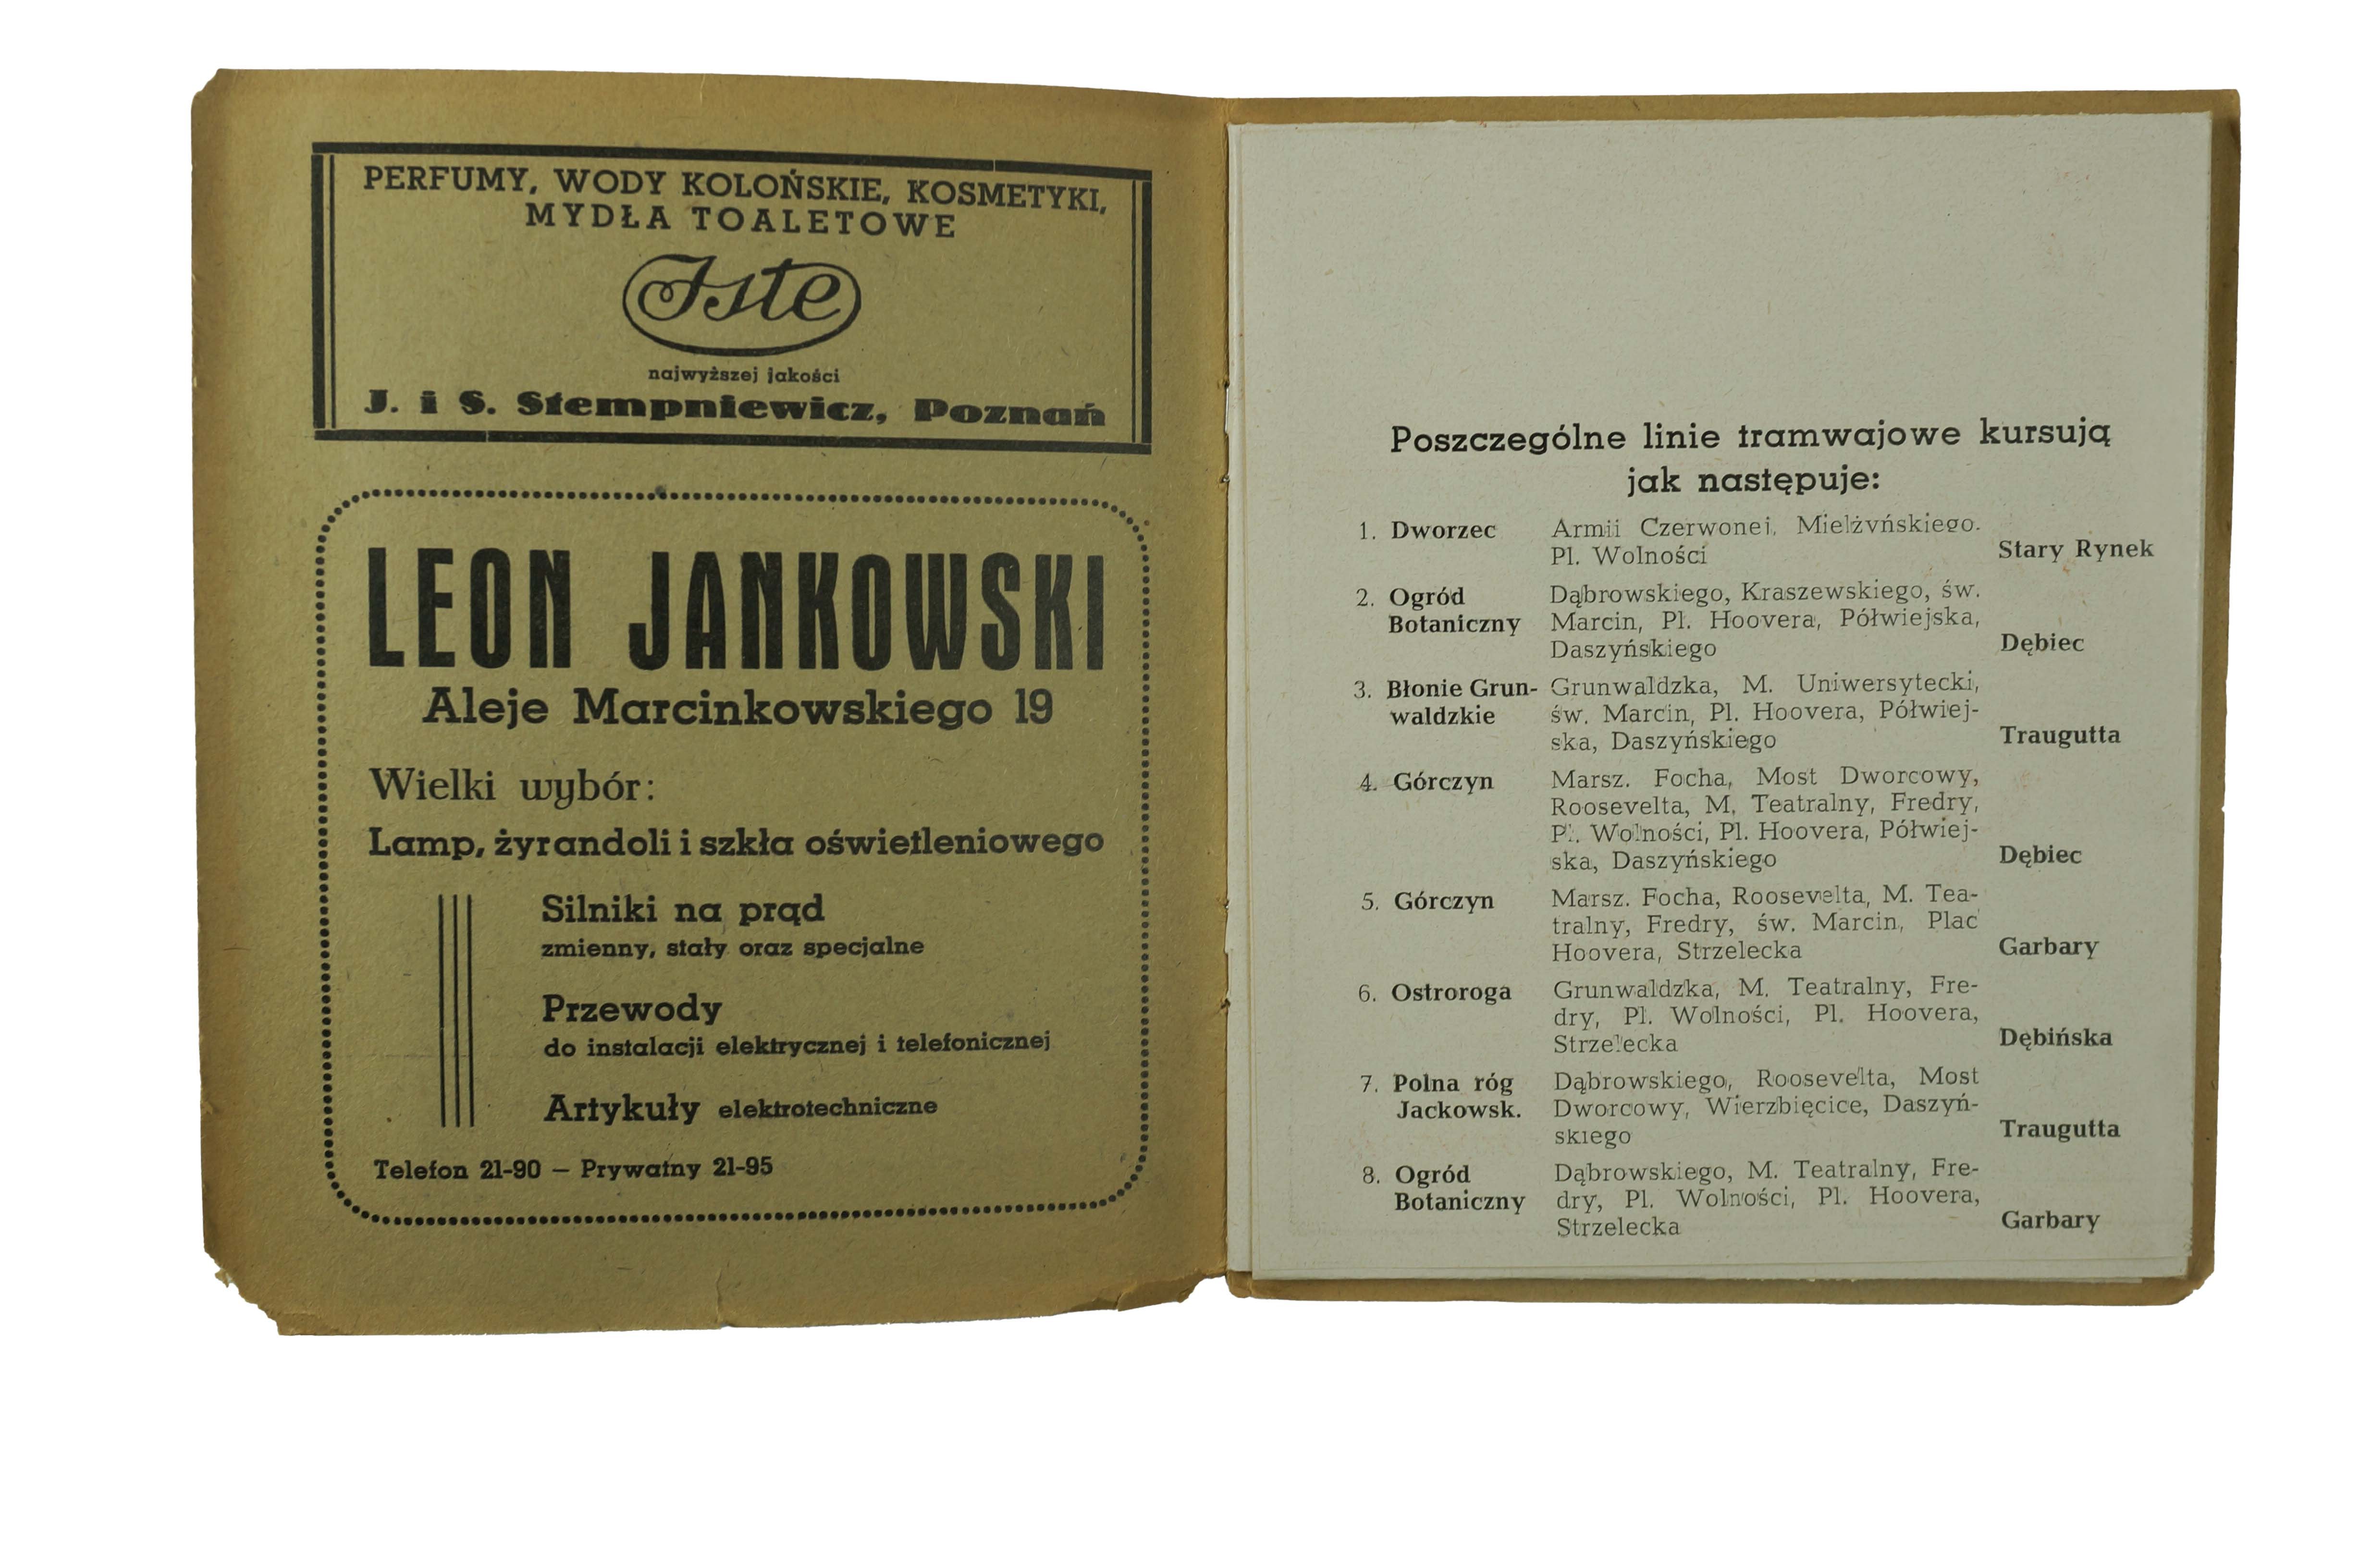 PERFUMY, WODY KOLOŃSKIE, KOSMETYKI,
MYDŁA TOALETOWE
Iste
najwyższej jakości
J. i S. Stempniewicz, Poznań
LEON JANKOWSKI
Aleje Marcinkowskiego 19
Wielki wybór:
Lamp, żyrandoli i szkła oświetleniowego
Silniki na prąd
zmienny, stały oraz specjalne
Przewody
do instalacji elektrycznej i telefonicznej
Artykuły elektrotechniczne
Telefon 21-90 — Prywatny 21-95
Poszczególne linie tramwajowe kursują
jak następuje:
1. Dworzec Armii Czerwonej, Mielżyńskiego.
Pl. Wolności Stary Rynek
2. Ogród Dąbrowskiego, Kraszewskiego, św.
Botaniczny Marcin, Pl. Hoovera, Półwiejska,
Daszyńskiego Dębiec
3. Błonie Grun- Grunwaldzka, M. Uniwersytecki,
waldzkie św. Marcin, Pl. Hoovera, Półwiej-
ska, Daszyńskiego Traugutta
4. Górczyn Marsz. Focha, Most Dworcowy,
Roosevelta, M. Teatralny, Fredry,
Pl. Wolności, Pl. Hoovera, Półwiej-
ska, Daszyńskiego Dębiec
5. Górczyn Marsz. Focha, Roosevelta, M. Tea-
tralny, Fredry, św. Marcin, Plac
Hoovera, Strzelecka Garbary
6. Ostroroga Grunwaldzka, M. Teatralny, Fre-
dry, Pl. Wolności, Pl. Hoovera,
Strzelecka Dębińska
7. Polna róg Dąbrowskiego, Roosevelta, Most
Jackowsk. Dworcowy, Wierzbięcice, Daszyń-
skiego Traugutta
8. Ogród Dąbrowskiego, M. Teatralny, Fre-
Botaniczny dry, Pl. Wolności, Pl. Hoovera,
Strzelecka Garbary